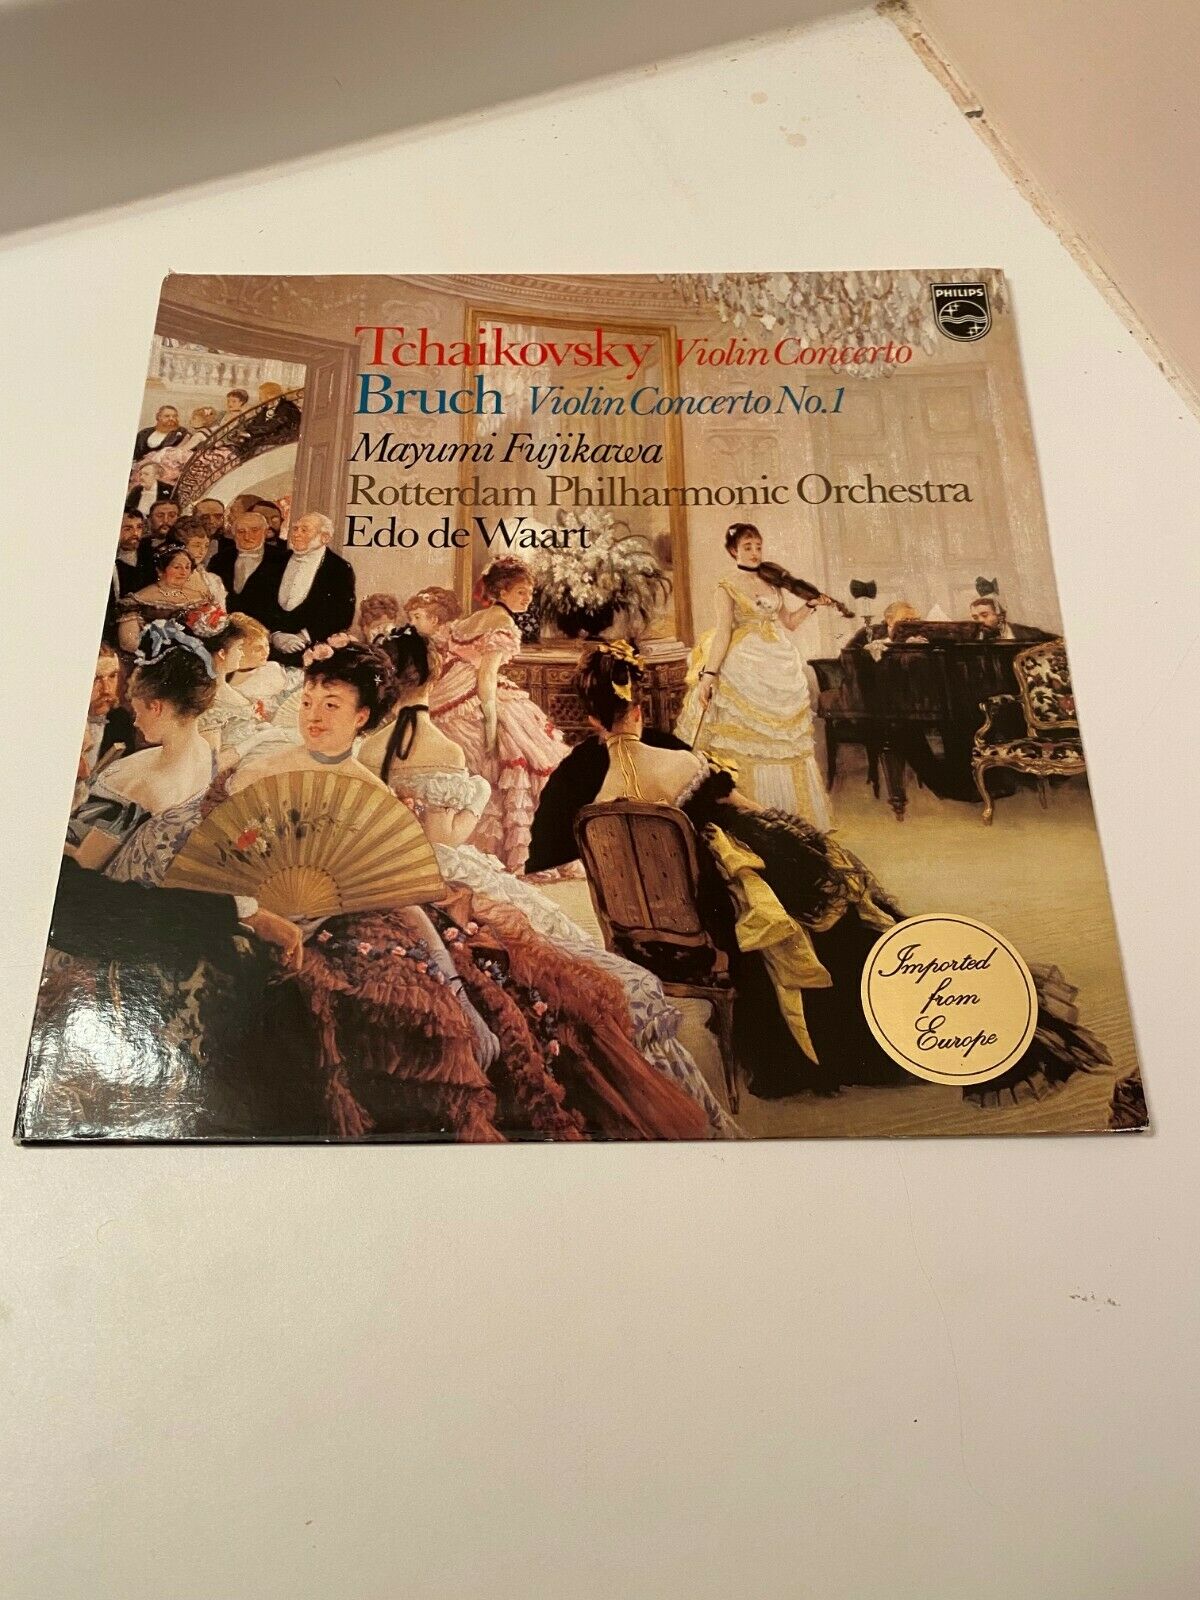 PHILIPS
Tchaikovsky Violin Concerto
Bruch Violin Concerto No.1
Mayumi Fujikawa
Rotterdam Philharmonic Orchestra
Edo de Waart
Imported
from
Europe